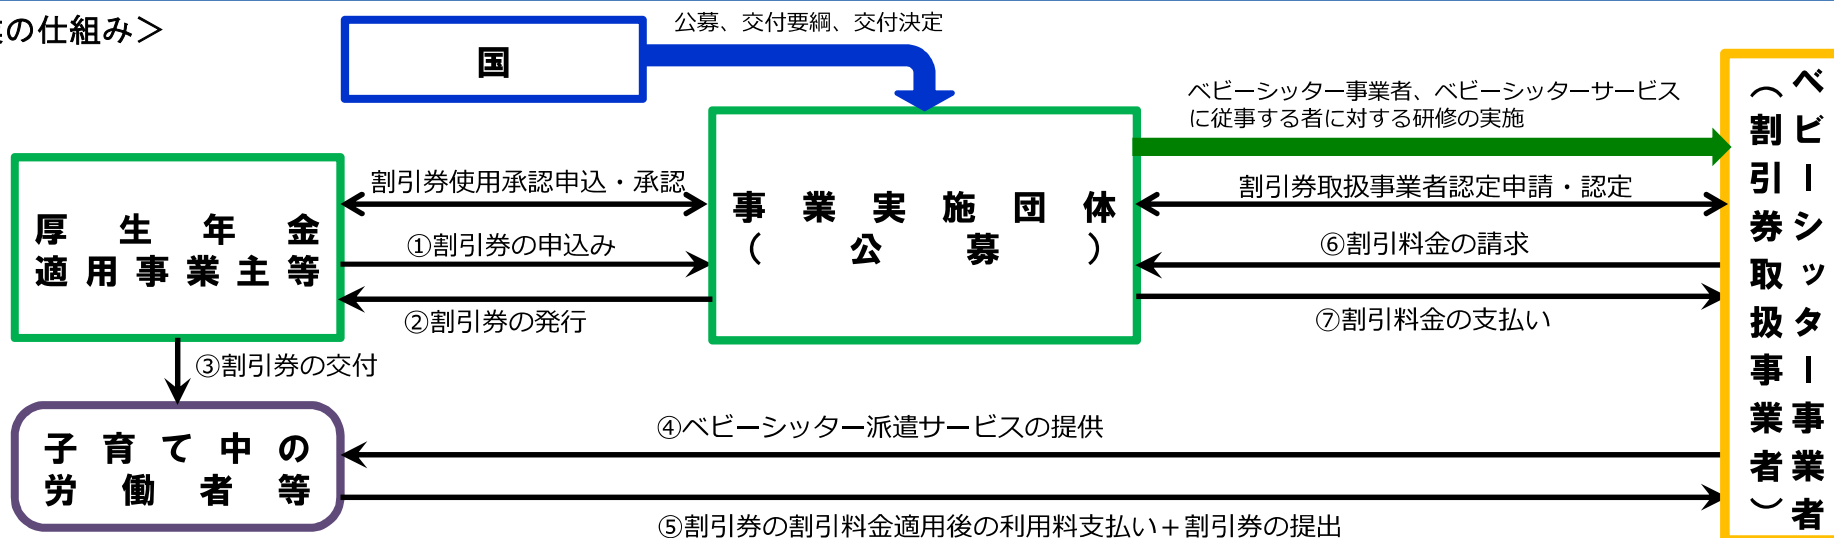 の仕組み＞
公募、交付要綱、交付決定
国
ベビーシッター事業者、ベビーシッターサービス
に従事する者に対する研修の実施
厚生年金
適用事業主等
割引券使用承認申込・承認
①割引券の申込み
②割引券の発行
事業実施団体
（公募）
割引券取扱事業者認定申請・認定
⑥割引料金の請求
⑦割引料金の支払い
ベビーシッター事業者
（割引券取扱事業者）
③割引券の交付
子育て中の
労働者等
④ベビーシッター派遣サービスの提供
⑤割引券の割引料金適用後の利用料支払い＋割引券の提出